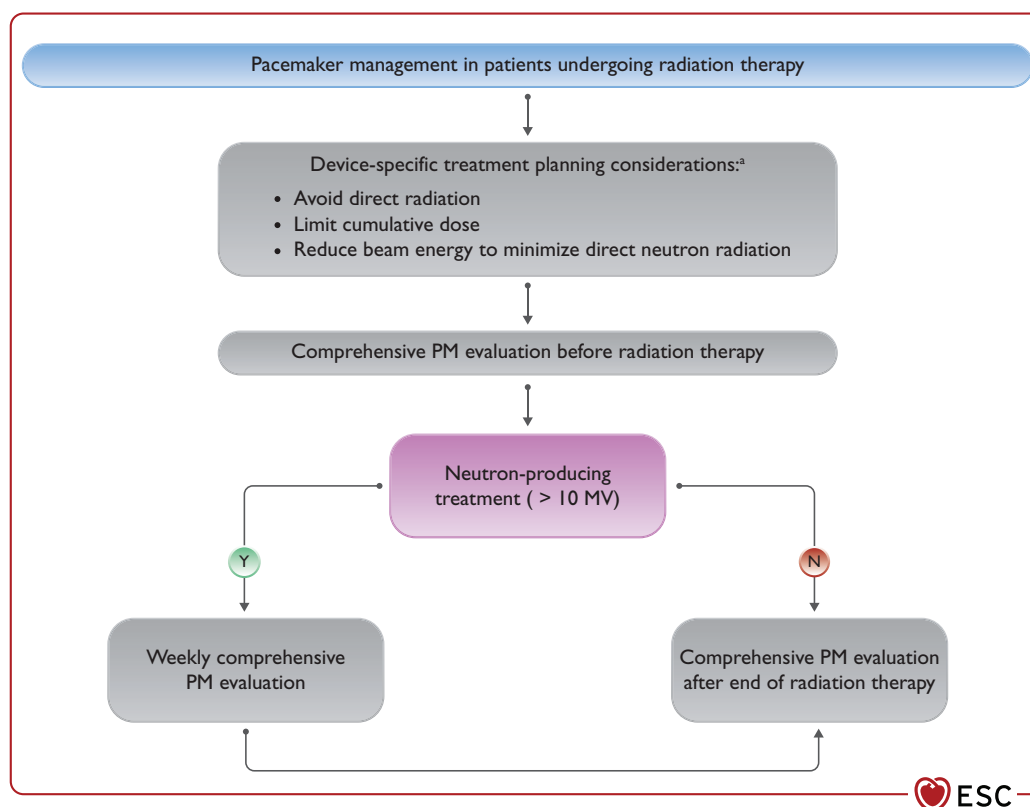 Pacemaker management in patients undergoing radiation therapy
Device-specific treatment planning considerations:ᵃ
• Avoid direct radiation
• Limit cumulative dose
• Reduce beam energy to minimize direct neutron radiation
Comprehensive PM evaluation before radiation therapy
Neutron-producing
treatment ( > 10 MV)
Y
N
Weekly comprehensive
PM evaluation
Comprehensive PM evaluation
after end of radiation therapy
ESC